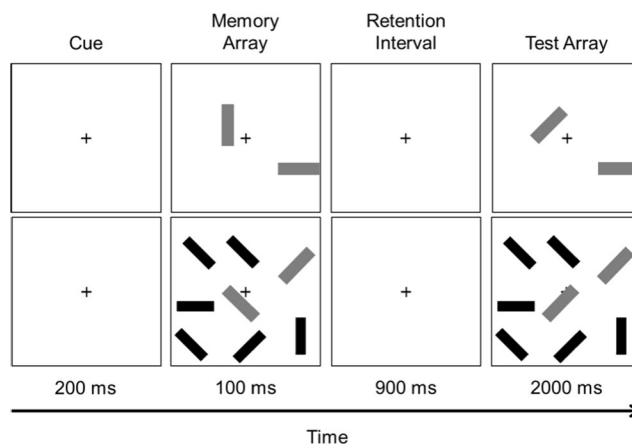 Cue
Memory
Array
Retention
Interval
Test Array
200 ms
100 ms
900 ms
2000 ms
Time